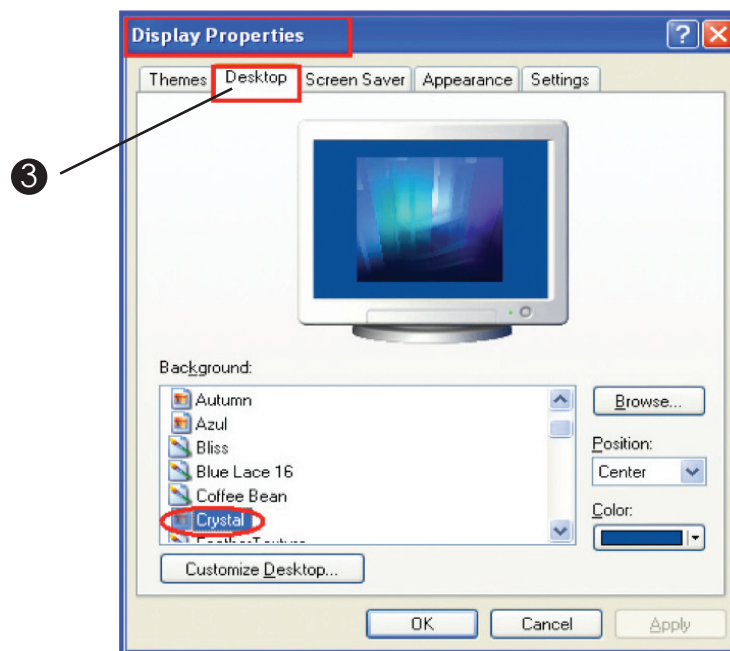 Display Properties
Themes Desktop Screen Saver Appearance Settings
3
Background:
Autumn
Azul
Bliss
Blue Lace 16
Coffee Bean
Crystal
Browse...
Position:
Center
Color:
Customize Desktop...
OK Cancel Apply